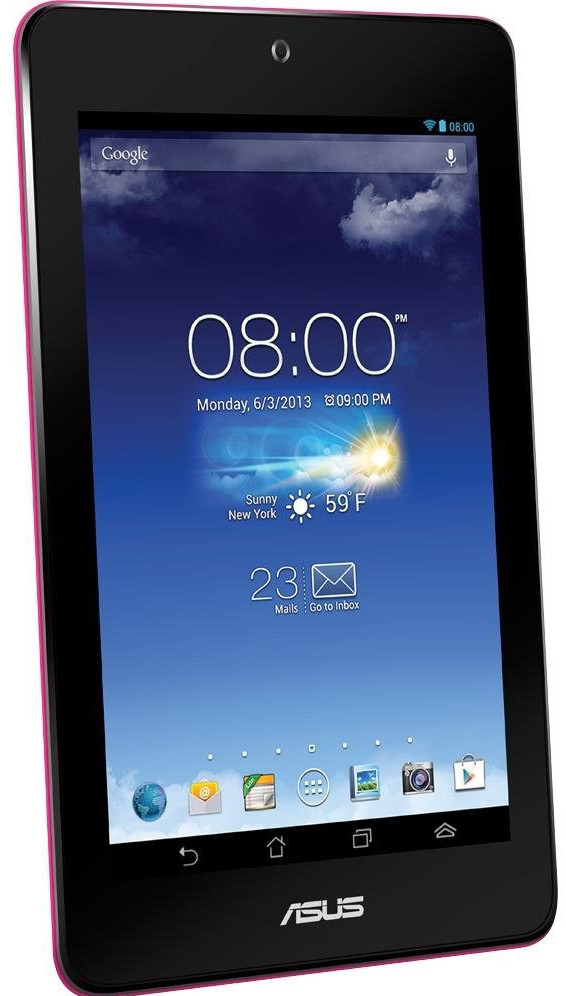 08:00
Google
08:00 PM
Monday, 6/3/2013 09:00 PM
Sunny
New York
59°F
23
Mails
Go to Inbox
ASUS